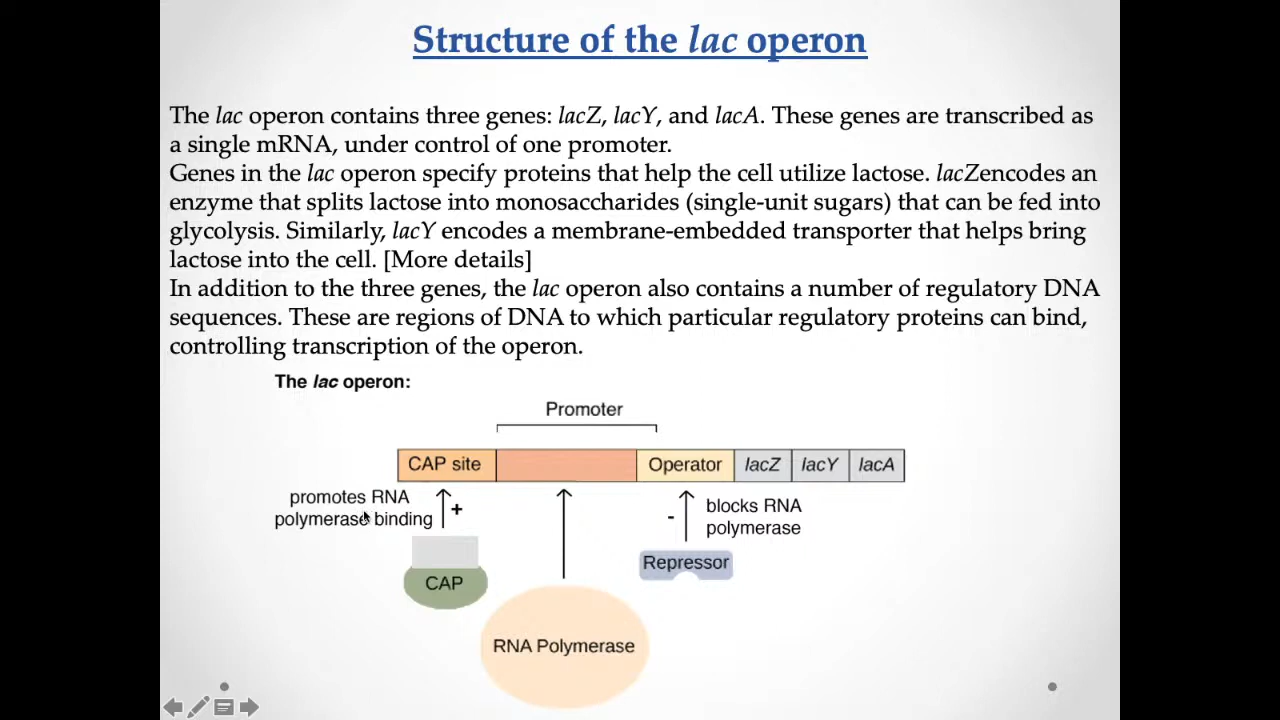 Structure of the lac operon
The lac operon contains three genes: lacZ, lacY, and lacA. These genes are transcribed as
a single mRNA, under control of one promoter.
Genes in the lac operon specify proteins that help the cell utilize lactose. lacZencodes an
enzyme that splits lactose into monosaccharides (single-unit sugars) that can be fed into
glycolysis. Similarly, lacY encodes a membrane-embedded transporter that helps bring
lactose into the cell. [More details]
In addition to the three genes, the lac operon also contains a number of regulatory DNA
sequences. These are regions of DNA to which particular regulatory proteins can bind,
controlling transcription of the operon.
The lac operon:
Promoter
CAP site Operator lacZ lacY lacA
promotes RNA
polymerase binding
+
-
blocks RNA
polymerase
CAP
Repressor
RNA Polymerase